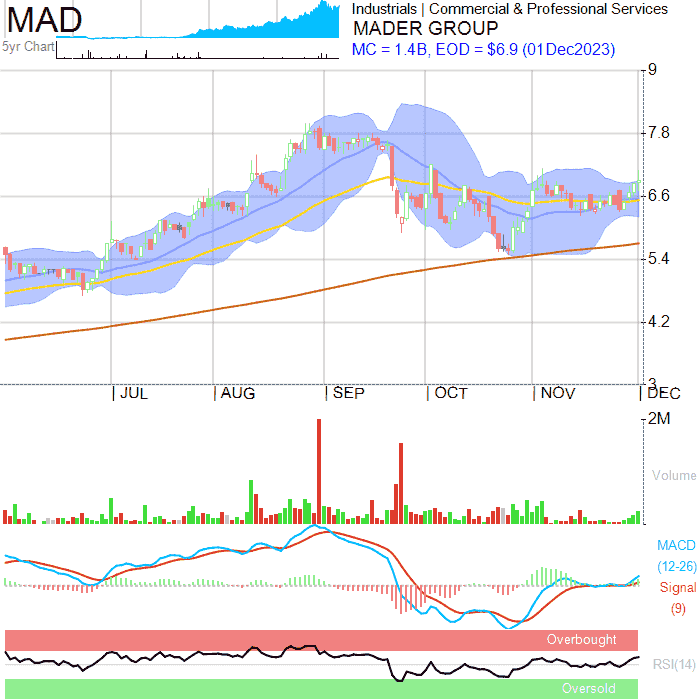 MAD
Industrials | Commercial & Professional Services
MADER GROUP
5yr Chart
MC = 1.4B, EOD = $6.9 (01Dec2023)
9
7.8
6.6
5.4
4.2
3
JUL AUG SEP OCT NOV DEC
2M
Volume
MACD
(12-26)
Signal
(9)
Overbought
RSI(14)
Oversold